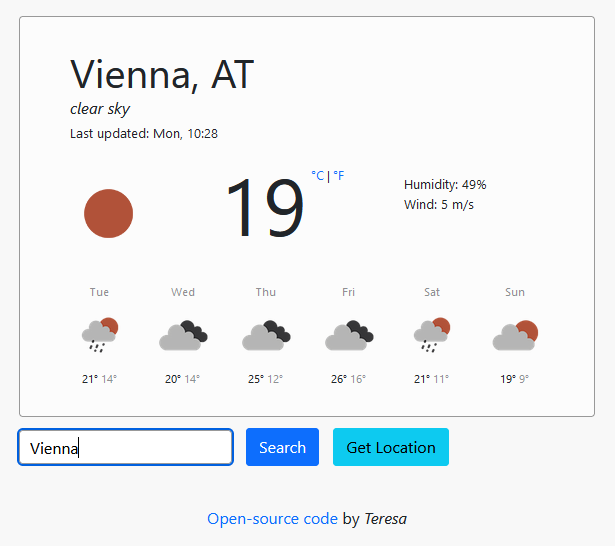 Vienna, AT
clear sky
Last updated: Mon, 10:28
19 °C | °F
Humidity: 49%
Wind: 5 m/s
Tue Wed Thu Fri Sat Sun
21° 14° 20° 14° 25° 12° 26° 16° 21° 11° 19° 9°
Vienna Search Get Location
Open-source code by Teresa